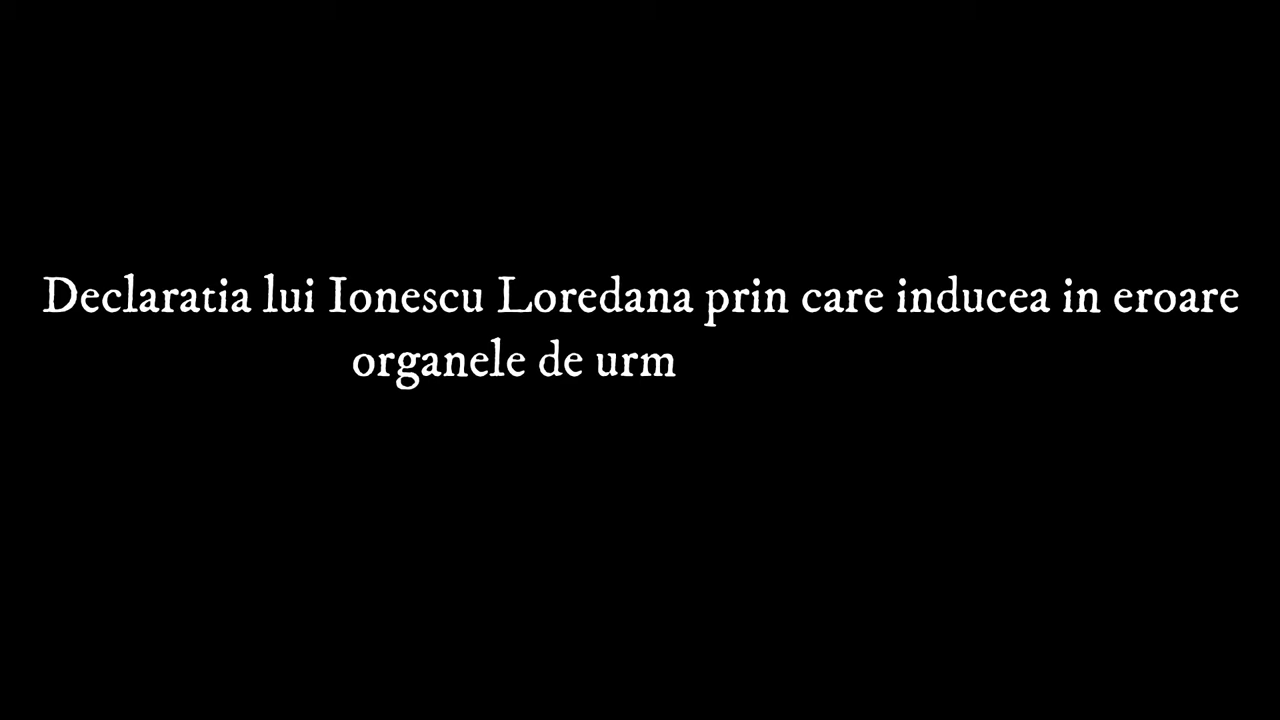 Declaratia lui Ionescu Loredana prin care inducea in eroare
organele de urm